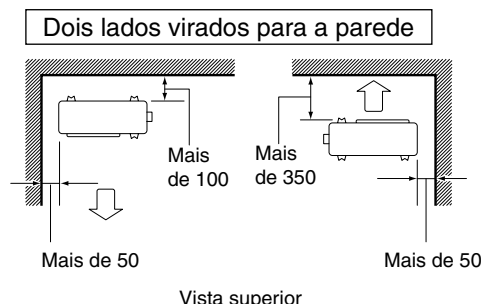 Dois lados virados para a parede
Mais
de 100
Mais
de 350
Mais de 50
Mais de 50
Vista superior